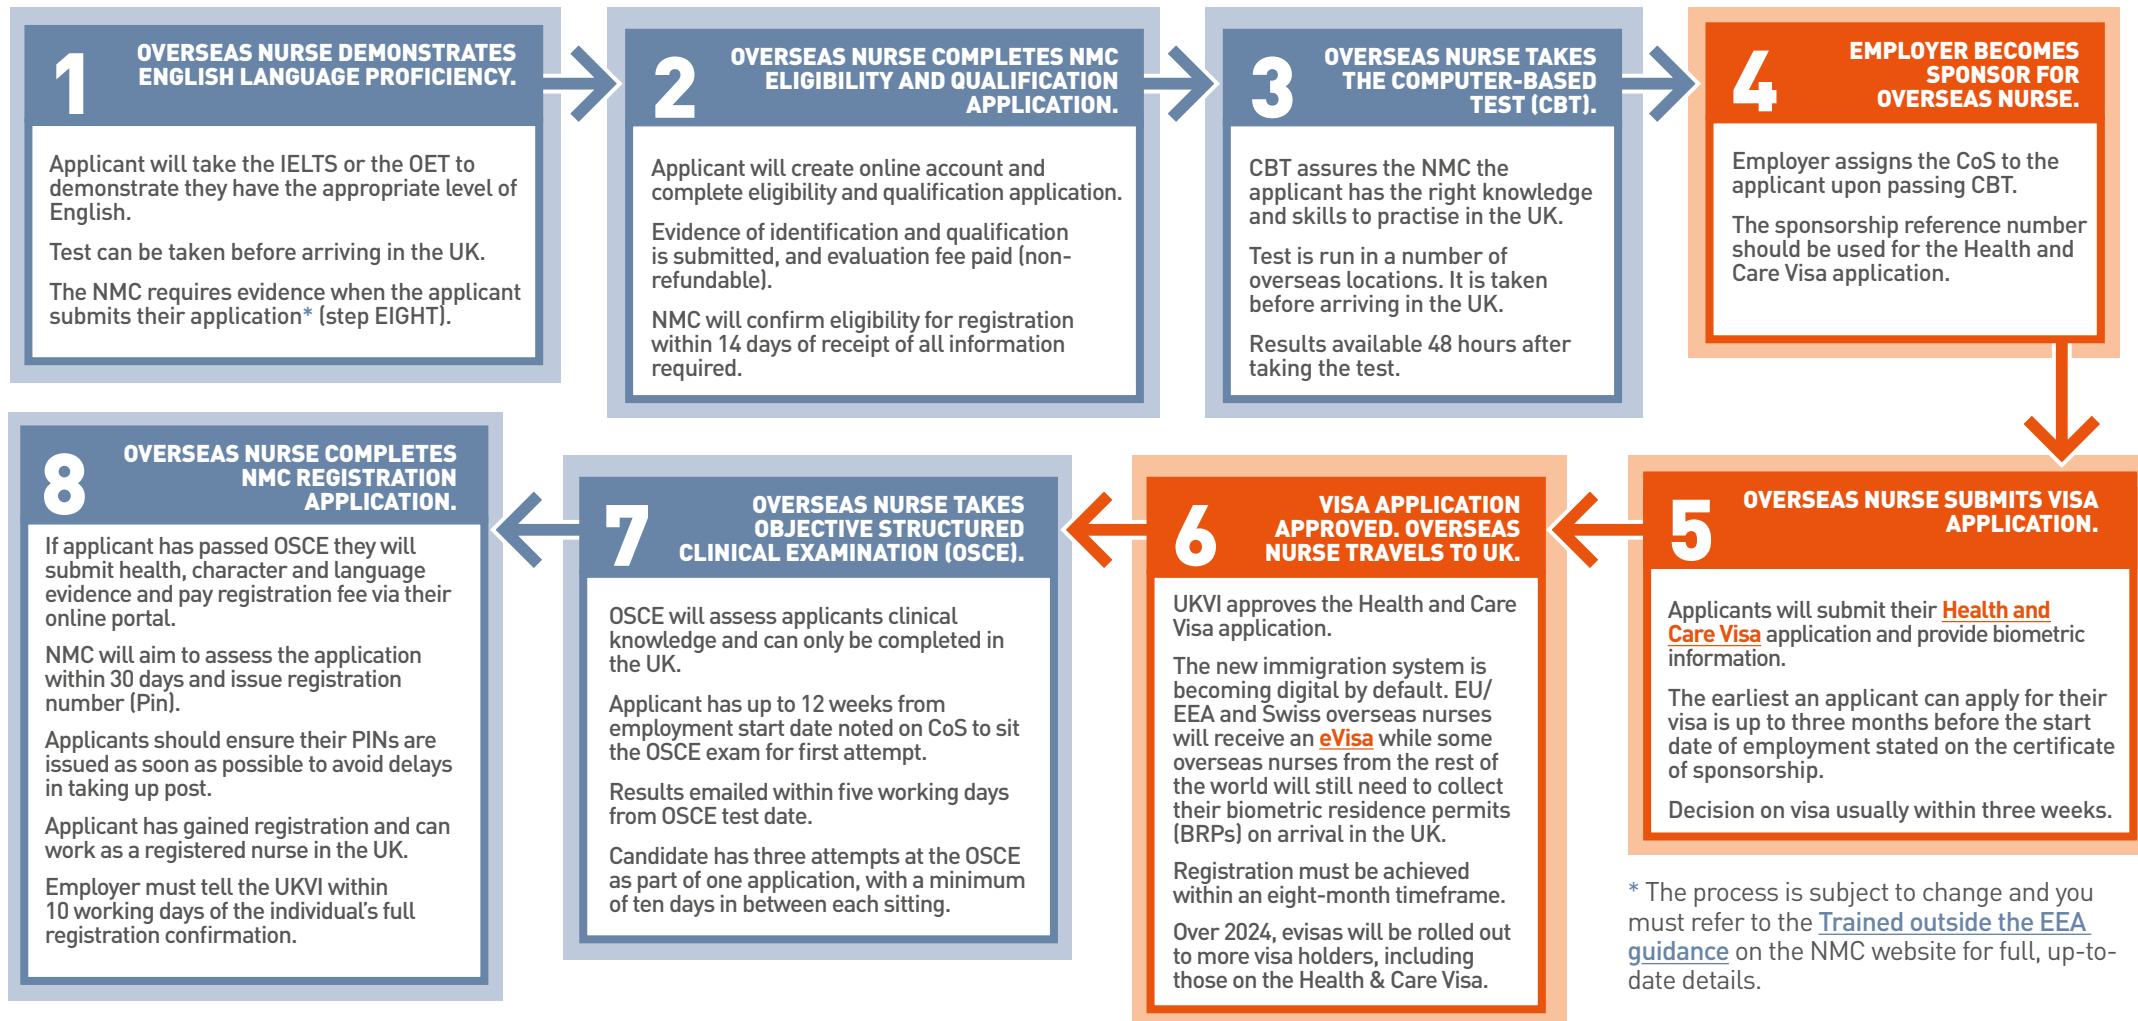 1
OVERSEAS NURSE DEMONSTRATES
ENGLISH LANGUAGE PROFICIENCY.
Applicant will take the IELTS or the OET to
demonstrate they have the appropriate level of
English.
Test can be taken before arriving in the UK.
The NMC requires evidence when the applicant
submits their application* (step EIGHT).
2
OVERSEAS NURSE COMPLETES NMC
ELIGIBILITY AND QUALIFICATION
APPLICATION.
Applicant will create online account and
complete eligibility and qualification application.
Evidence of identification and qualification
is submitted, and evaluation fee paid (non-
refundable).
NMC will confirm eligibility for registration
within 14 days of receipt of all information
required.
3
OVERSEAS NURSE TAKES
THE COMPUTER-BASED
TEST (CBT).
CBT assures the NMC the
applicant has the right knowledge
and skills to practise in the UK.
Test is run in a number of
overseas locations. It is taken
before arriving in the UK.
Results available 48 hours after
taking the test.
4
EMPLOYER BECOMES
SPONSOR FOR
OVERSEAS NURSE.
Employer assigns the CoS to the
applicant upon passing CBT.
The sponsorship reference number
should be used for the Health and
Care Visa application.
5
OVERSEAS NURSE SUBMITS VISA
APPLICATION.
Applicants will submit their Health and
Care Visa application and provide biometric
information.
The earliest an applicant can apply for their
visa is up to three months before the start
date of employment stated on the certificate
of sponsorship.
Decision on visa usually within three weeks.
6
VISA APPLICATION
APPROVED. OVERSEAS
NURSE TRAVELS TO UK.
UKVI approves the Health and Care
Visa application.
The new immigration system is
becoming digital by default. EU/
EEA and Swiss overseas nurses
will receive an eVisa while some
overseas nurses from the rest of
the world will still need to collect
their biometric residence permits
(BRPs) on arrival in the UK.
Registration must be achieved
within an eight-month timeframe.
Over 2024, evisas will be rolled out
to more visa holders, including
those on the Health & Care Visa.
7
OVERSEAS NURSE TAKES
OBJECTIVE STRUCTURED
CLINICAL EXAMINATION (OSCE).
OSCE will assess applicants clinical
knowledge and can only be completed in
the UK.
Applicant has up to 12 weeks from
employment start date noted on CoS to sit
the OSCE exam for first attempt.
Results emailed within five working days
from OSCE test date.
Candidate has three attempts at the OSCE
as part of one application, with a minimum
of ten days in between each sitting.
8
OVERSEAS NURSE COMPLETES
NMC REGISTRATION
APPLICATION.
If applicant has passed OSCE they will
submit health, character and language
evidence and pay registration fee via their
online portal.
NMC will aim to assess the application
within 30 days and issue registration
number (Pin).
Applicants should ensure their PINs are
issued as soon as possible to avoid delays
in taking up post.
Applicant has gained registration and can
work as a registered nurse in the UK.
Employer must tell the UKVI within
10 working days of the individual's full
registration confirmation.
* The process is subject to change and you
must refer to the Trained outside the EEA
guidance on the NMC website for full, up-to-
date details.